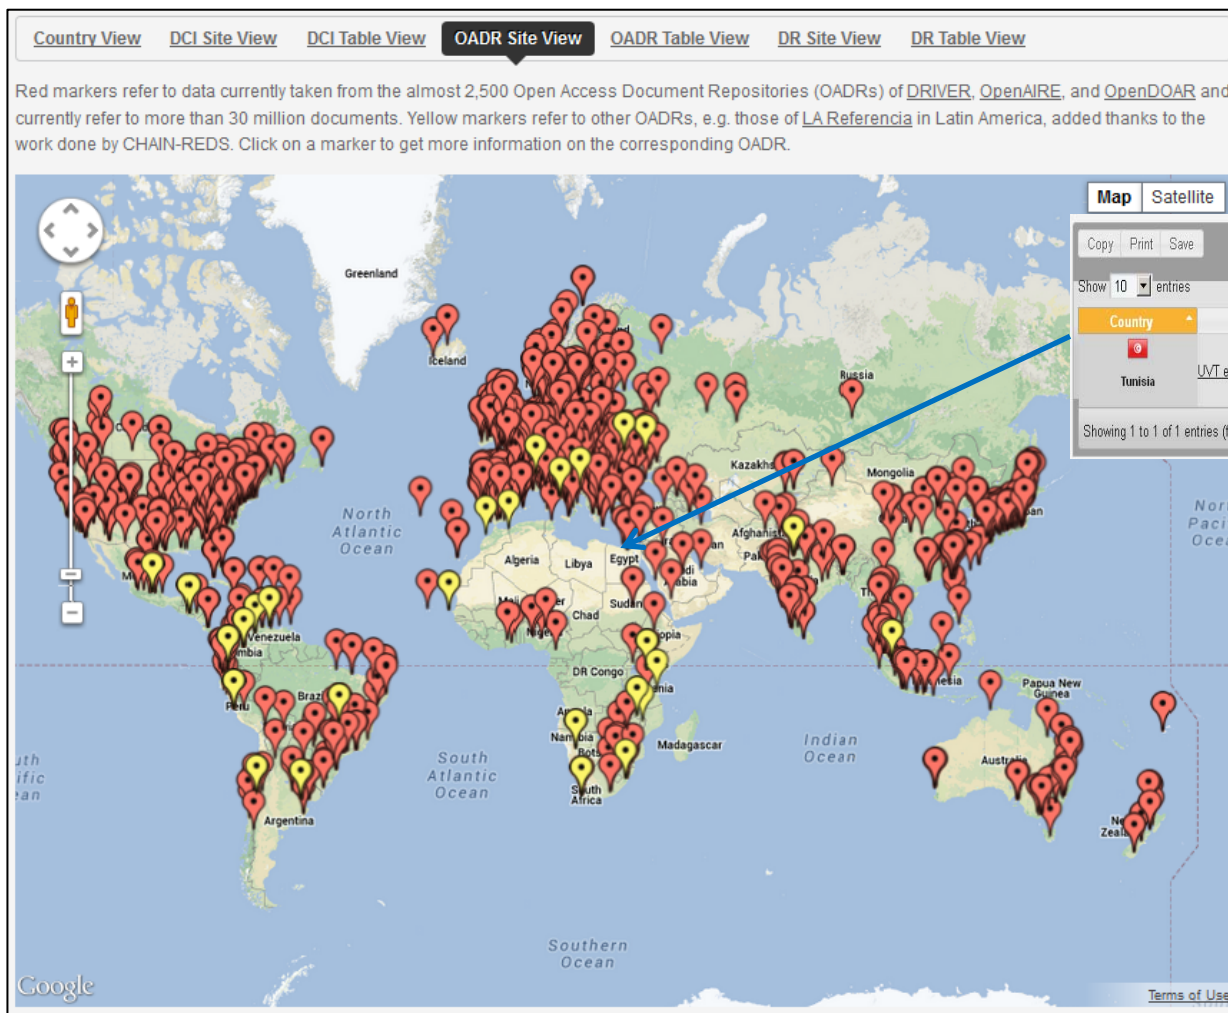 Country View DCI Site View DCI Table View OADR Site View OADR Table View DR Site View DR Table View
Red markers refer to data currently taken from the almost 2,500 Open Access Document Repositories (OADRs) of DRIVER, OpenAIRE, and OpenDOAR and
currently refer to more than 30 million documents. Yellow markers refer to other OADRs, e.g. those of LA Referencia in Latin America, added thanks to the
work done by CHAIN-REDS. Click on a marker to get more information on the corresponding OADR.
Map Satellite
Copy Print Save
Show 10 entries
Country
Tunisia
UVT e
Showing 1 to 1 of 1 entries (f
Greenland
Iceland
Russia
Kazakhs
Mongolia
North
Atlantic
Ocean
Algeria
Libya
Egypt
Afghanist
Chad
Sudan
Venezuela
DR Congo
Papua New
Guinea
Peru
Brazi
Madagascar
Indian
Ocean
South
Atlantic
Ocean
South
Africa
Argentina
Southern
Ocean
Google
Terms of Use